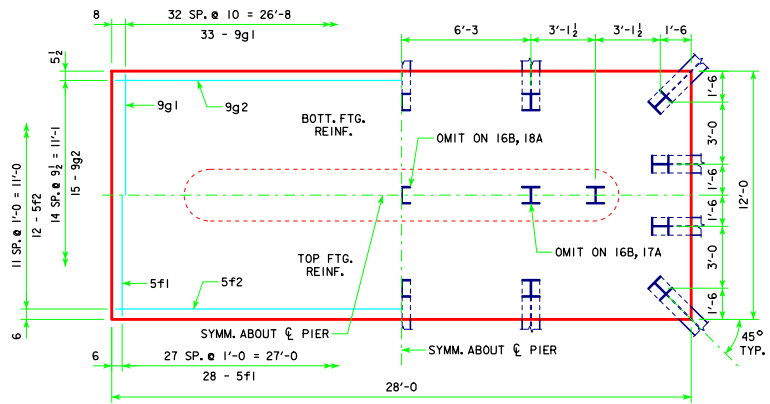 8
32 SP. @ 10 = 26'-8
33 - 9g1
6'-3
3'-1½
3'-1½
1'-6
5½
9g1
9g2
BOTT. FTG.
REINF.
OMIT ON 16B, 18A
1'-6
3'-0
1'-6
1'-6
3'-0
1'-6
12'-0
11 SP. @ 1'-0 = 11'-0
12 - 5f2
14 SP. @ 9½ = 11'-1
15 - 9g2
OMIT ON 16B, 17A
TOP FTG.
REINF.
5f1
5f2
6
SYMM. ABOUT ℄ PIER
SYMM. ABOUT ℄ PIER
45°
TYP.
6
27 SP. @ 1'-0 = 27'-0
28 - 5f1
28'-0